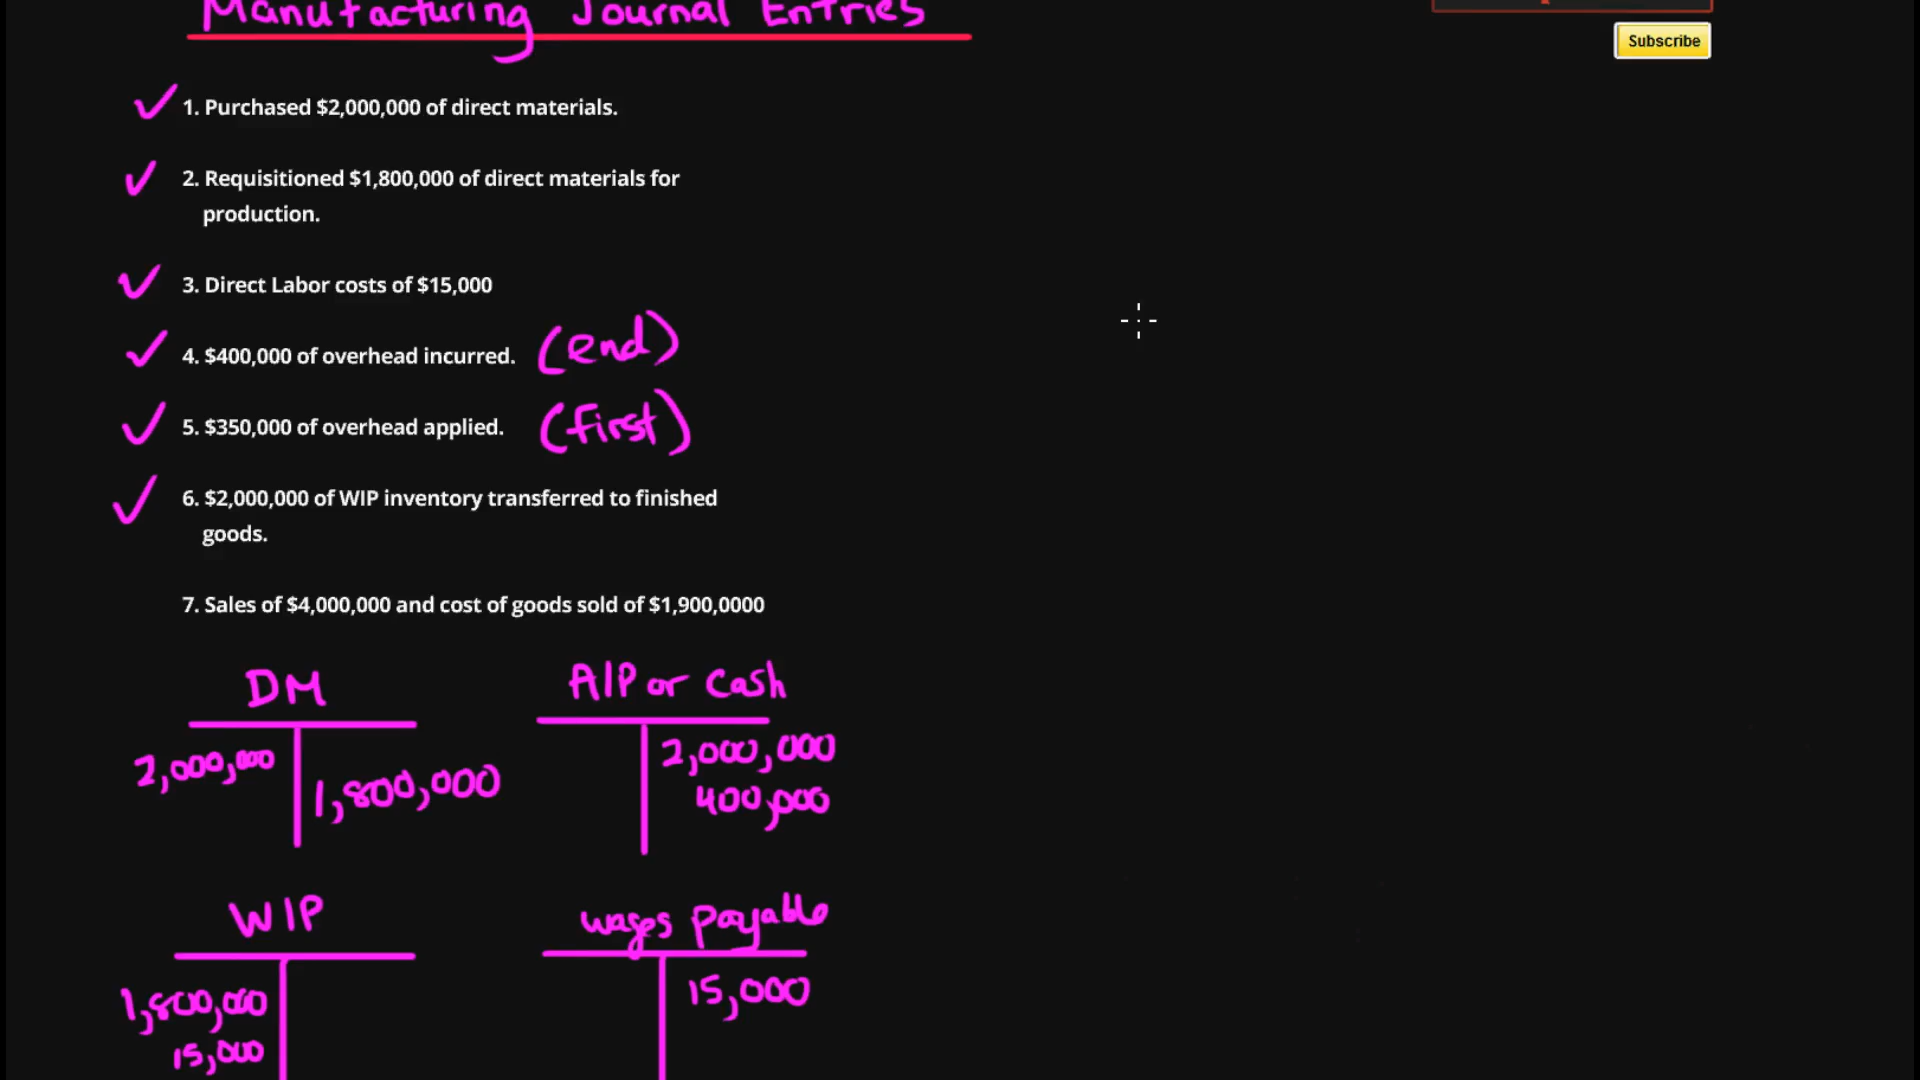 Manufacturing Journal Entries
Subscribe
1. Purchased $2,000,000 of direct materials.
2. Requisitioned $1,800,000 of direct materials for
production.
3. Direct Labor costs of $15,000
4. $400,000 of overhead incurred. (end)
5. $350,000 of overhead applied. (first)
6. $2,000,000 of WIP inventory transferred to finished
goods.
7. Sales of $4,000,000 and cost of goods sold of $1,900,0000
DM
2,000,000
1,800,000
A/P or Cash
2,000,000
400,000
WIP
1,800,000
15,000
wages payable
15,000